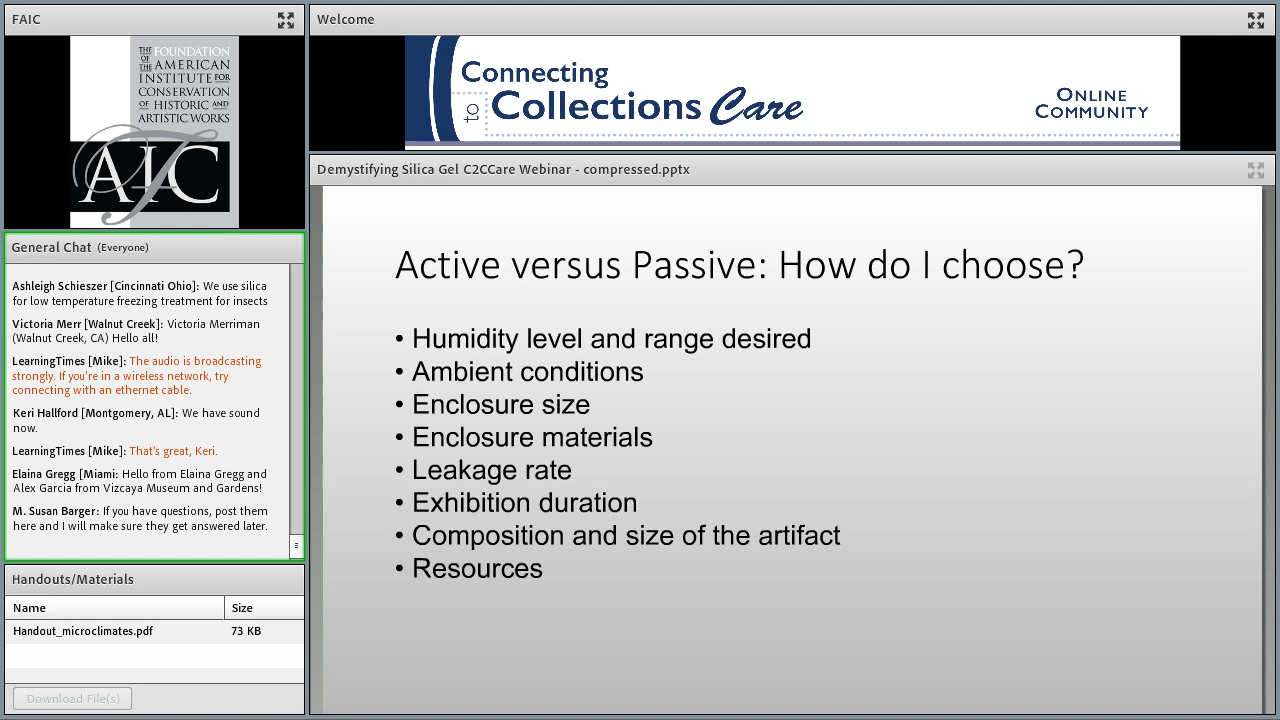 FAIC
THE FOUNDATION
OF THE AMERICAN
INSTITUTE FOR
CONSERVATION
OF HISTORIC AND
ARTISTIC WORKS
FAIC
General Chat (Everyone)
Ashleigh Schieszer [Cincinnati Ohio]: We use silica
for low temperature freezing treatment for insects
Victoria Merr [Walnut Creek]: Victoria Merriman
(Walnut Creek, CA) Hello all!
LearningTimes [Mike]: The audio is broadcasting
strongly. If you're in a wireless network, try
connecting with an ethernet cable.
Keri Hallford [Montgomery, AL]: We have sound
now.
LearningTimes [Mike]: That's great, Keri.
Elaina Gregg [Miami: Hello from Elaina Gregg and
Alex Garcia from Vizcaya Museum and Gardens!
M. Susan Barger: If you have questions, post them
here and I will make sure they get answered later.
Handouts/Materials
Name Size
Handout_microclimates.pdf 73 KB
Download File(s)
Welcome
Connecting
to Collections Care
ONLINE
COMMUNITY
Demystifying Silica Gel C2CCare Webinar - compressed.pptx
Active versus Passive: How do I choose?
• Humidity level and range desired
• Ambient conditions
• Enclosure size
• Enclosure materials
• Leakage rate
• Exhibition duration
• Composition and size of the artifact
• Resources